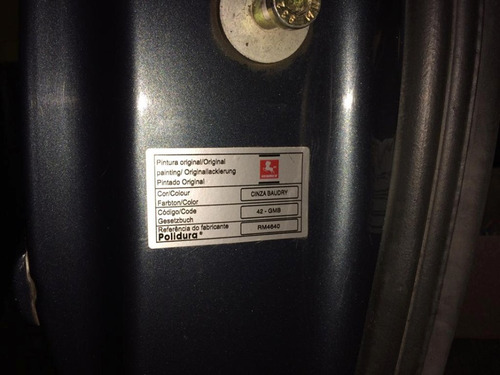 Pintura original/Original
painting/ Originallackierung
Pintado Original
Cor/Colour
Farbton/Color
CINZA BAUDRY
Código/Code
Gesetzbuch
42 - GMB
Referência do fabricante
RM4640
Polidura®